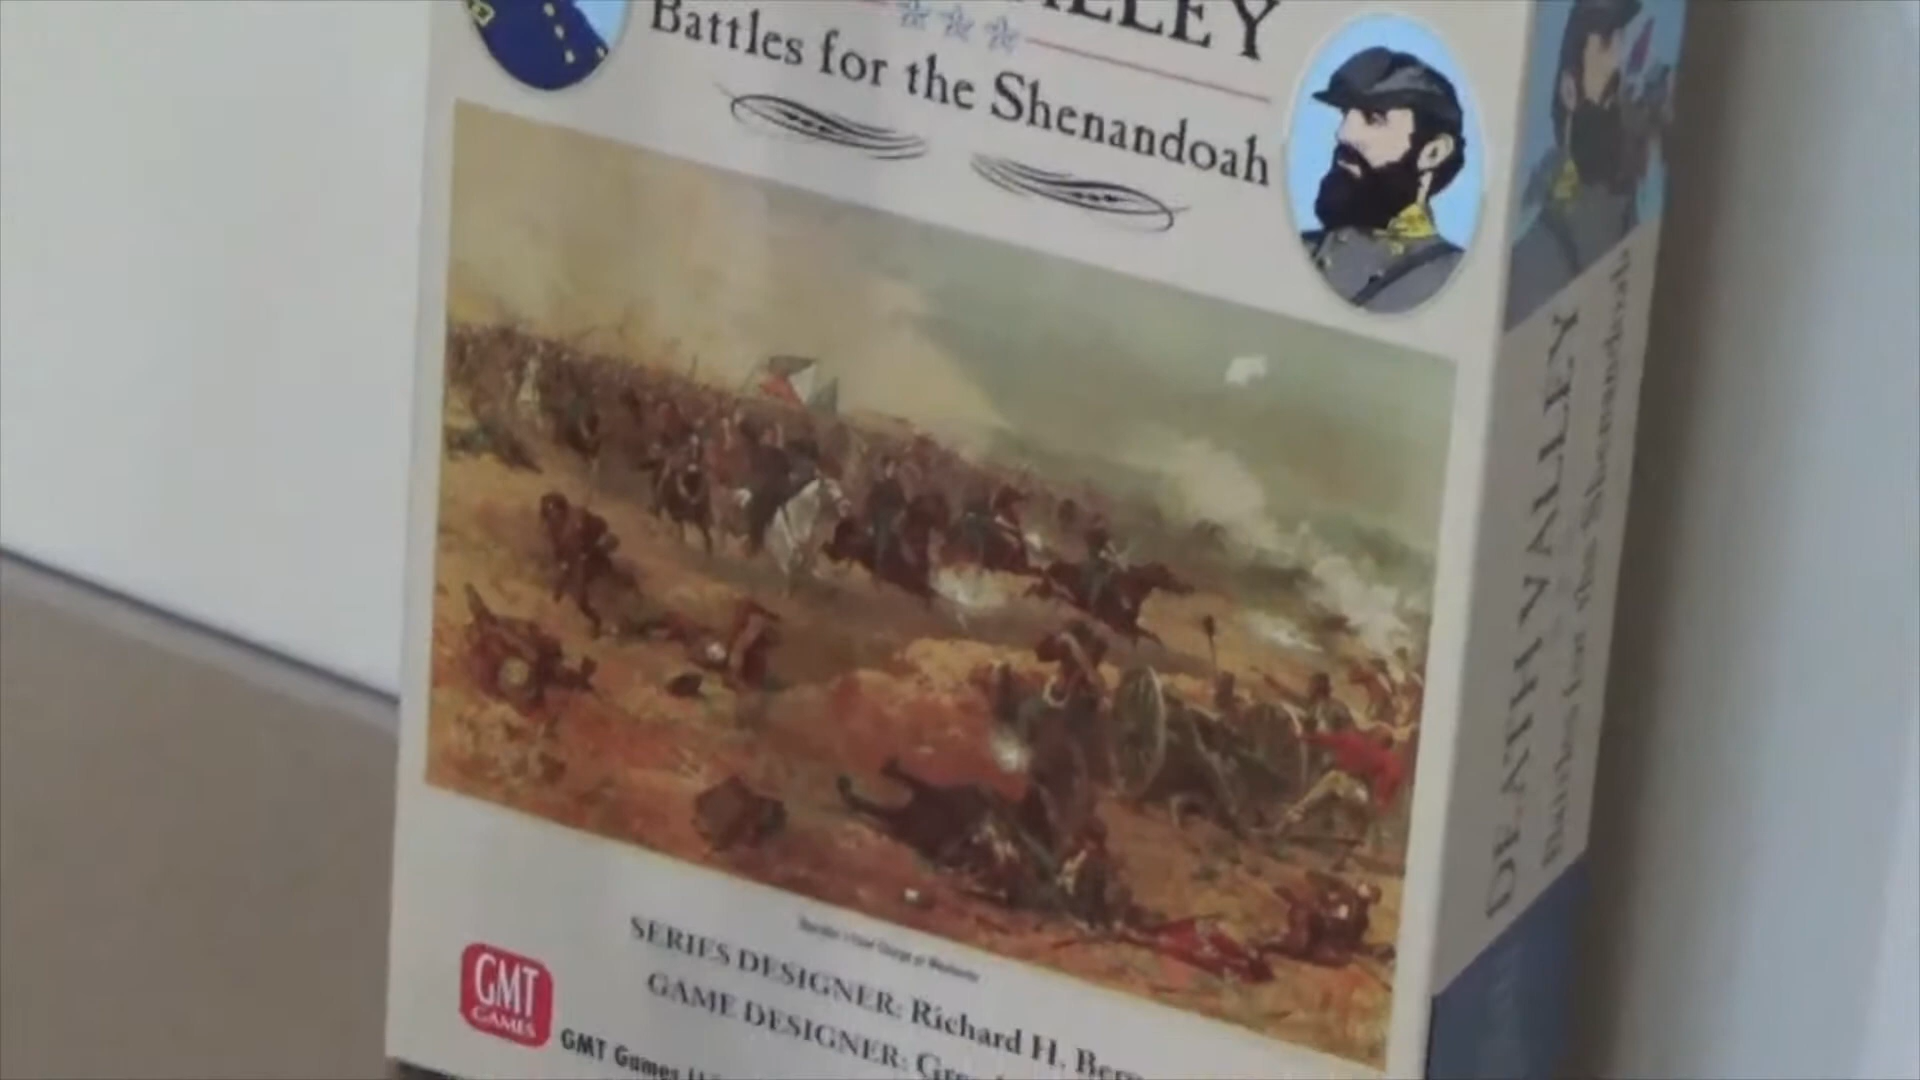 Battles for the Shenandoah
DEATH VALLEY
Battles for the Shenandoah
SERIES DESIGNER: Richard H.
GAME DESIGNER:
GMT
GAMES
GMT Games